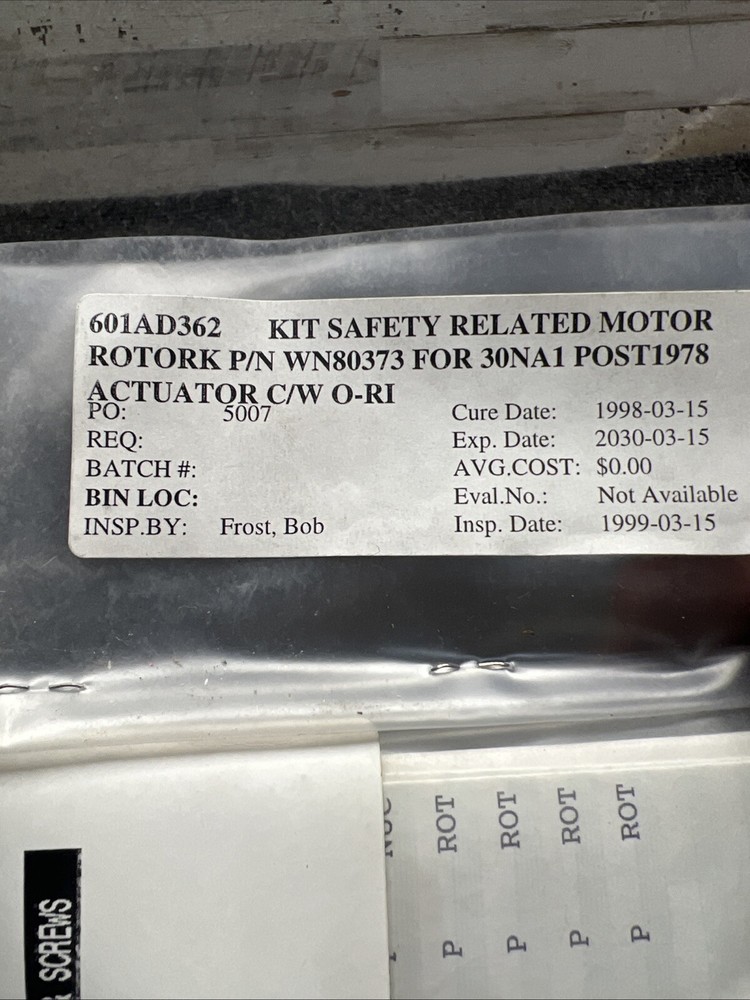 601AD362 KIT SAFETY RELATED MOTOR
ROTORK P/N WN80373 FOR 30NA1 POST1978
ACTUATOR C/W O-RI
PO: 5007 Cure Date: 1998-03-15
REQ: Exp. Date: 2030-03-15
BATCH #: AVG.COST: $0.00
BIN LOC: Eval.No.: Not Available
INSP.BY: Frost, Bob Insp. Date: 1999-03-15
SCREWS
P ROT
P ROT
P ROT
P ROT